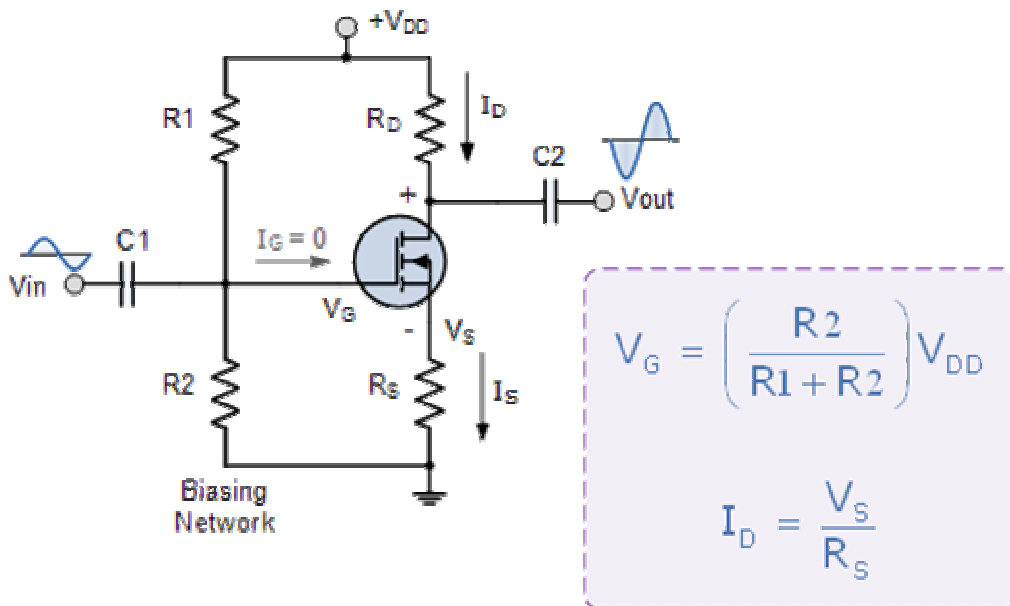 +VDD
R1
RD
ID
C2
+
Vout
C1
IG = 0
Vin
VG
-
VS
R2
RS
IS
Biasing
Network
VG = (R2 / (R1 + R2)) VDD
ID = VS / RS